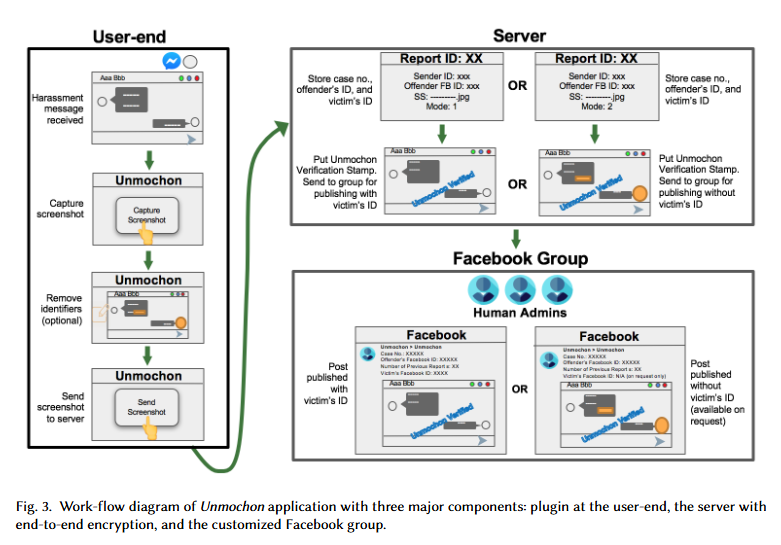 User-end
Aaa Bbb
Harassment
message
received
Unmochon
Capture
screenshot
Capture
Screenshot
Unmochon
Remove
identifiers
(optional)
Aaa Bbb
Unmochon
Send
screenshot
to server
Send
Screenshot
Server
Store case no.,
offender's ID, and
victim's ID
Report ID: XX
Sender ID: xxx
Offender FB ID: xxx
SS: ---------.jpg
Mode: 1
OR
Report ID: XX
Sender ID: xxx
Offender FB ID: xxx
SS: ---------.jpg
Mode: 2
Store case no.,
offender's ID, and
victim's ID
Put Unmochon
Verification Stamp.
Send to group for
publishing with
victim's ID
Aaa Bbb
Unmochon Verified
OR
Aaa Bbb
Unmochon Verified
Put Unmochon
Verification Stamp.
Send to group for
publishing without
victim's ID
Facebook Group
Human Admins
Post
published
with
victim's ID
Facebook
Unmochon > Unmochon
Case No.: XXXXX
Offender's Facebook ID: XXXXX
Number of Previous Report s: XX
Victim's Facebook ID: XXXX
Aaa Bbb
Unmochon Verified
OR
Facebook
Unmochon > Unmochon
Case No.: XXXXX
Offender's Facebook ID: XXXXX
Number of Previous Report s: XX
Victim's Facebook ID: N/A (on request only)
Aaa Bbb
Unmochon Verified
Post
published
without
victim's ID
(available on
request)
Fig. 3. Work-flow diagram of Unmochon application with three major components: plugin at the user-end, the server with
end-to-end encryption, and the customized Facebook group.